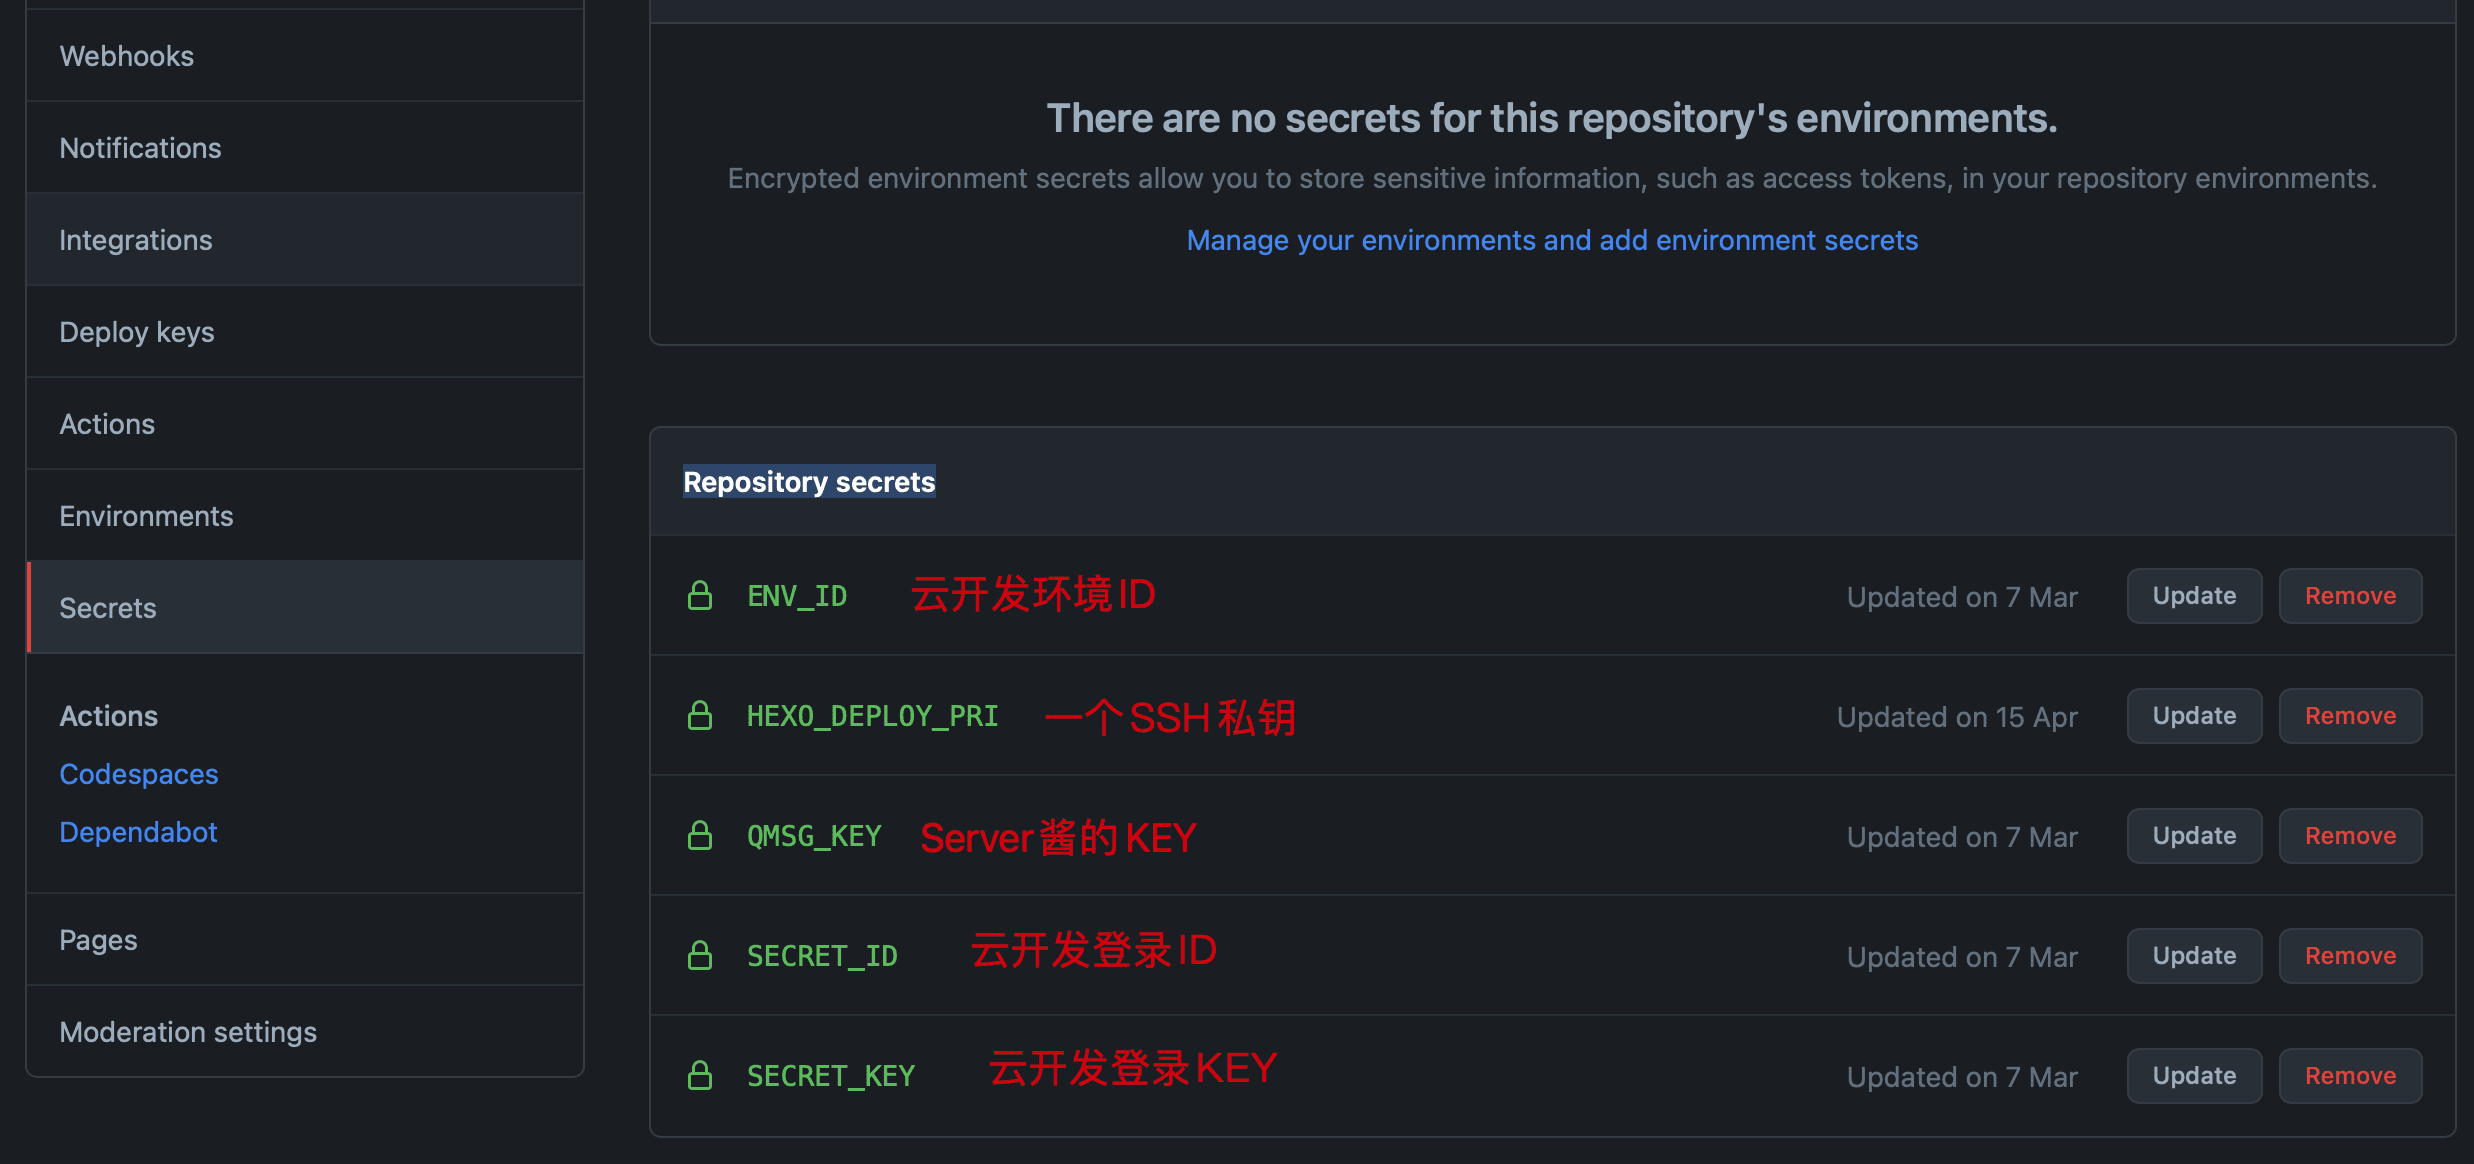 Webhooks
Notifications
Integrations
Deploy keys
Actions
Environments
Secrets
Actions
Codespaces
Dependabot
Pages
Moderation settings
There are no secrets for this repository's environments.
Encrypted environment secrets allow you to store sensitive information, such as access tokens, in your repository environments.
Manage your environments and add environment secrets
Repository secrets
ENV_ID 云开发环境ID Updated on 7 Mar Update Remove
HEXO_DEPLOY_PRI 一个SSH私钥 Updated on 15 Apr Update Remove
QMSG_KEY Server酱的KEY Updated on 7 Mar Update Remove
SECRET_ID 云开发登录ID Updated on 7 Mar Update Remove
SECRET_KEY 云开发登录KEY Updated on 7 Mar Update Remove